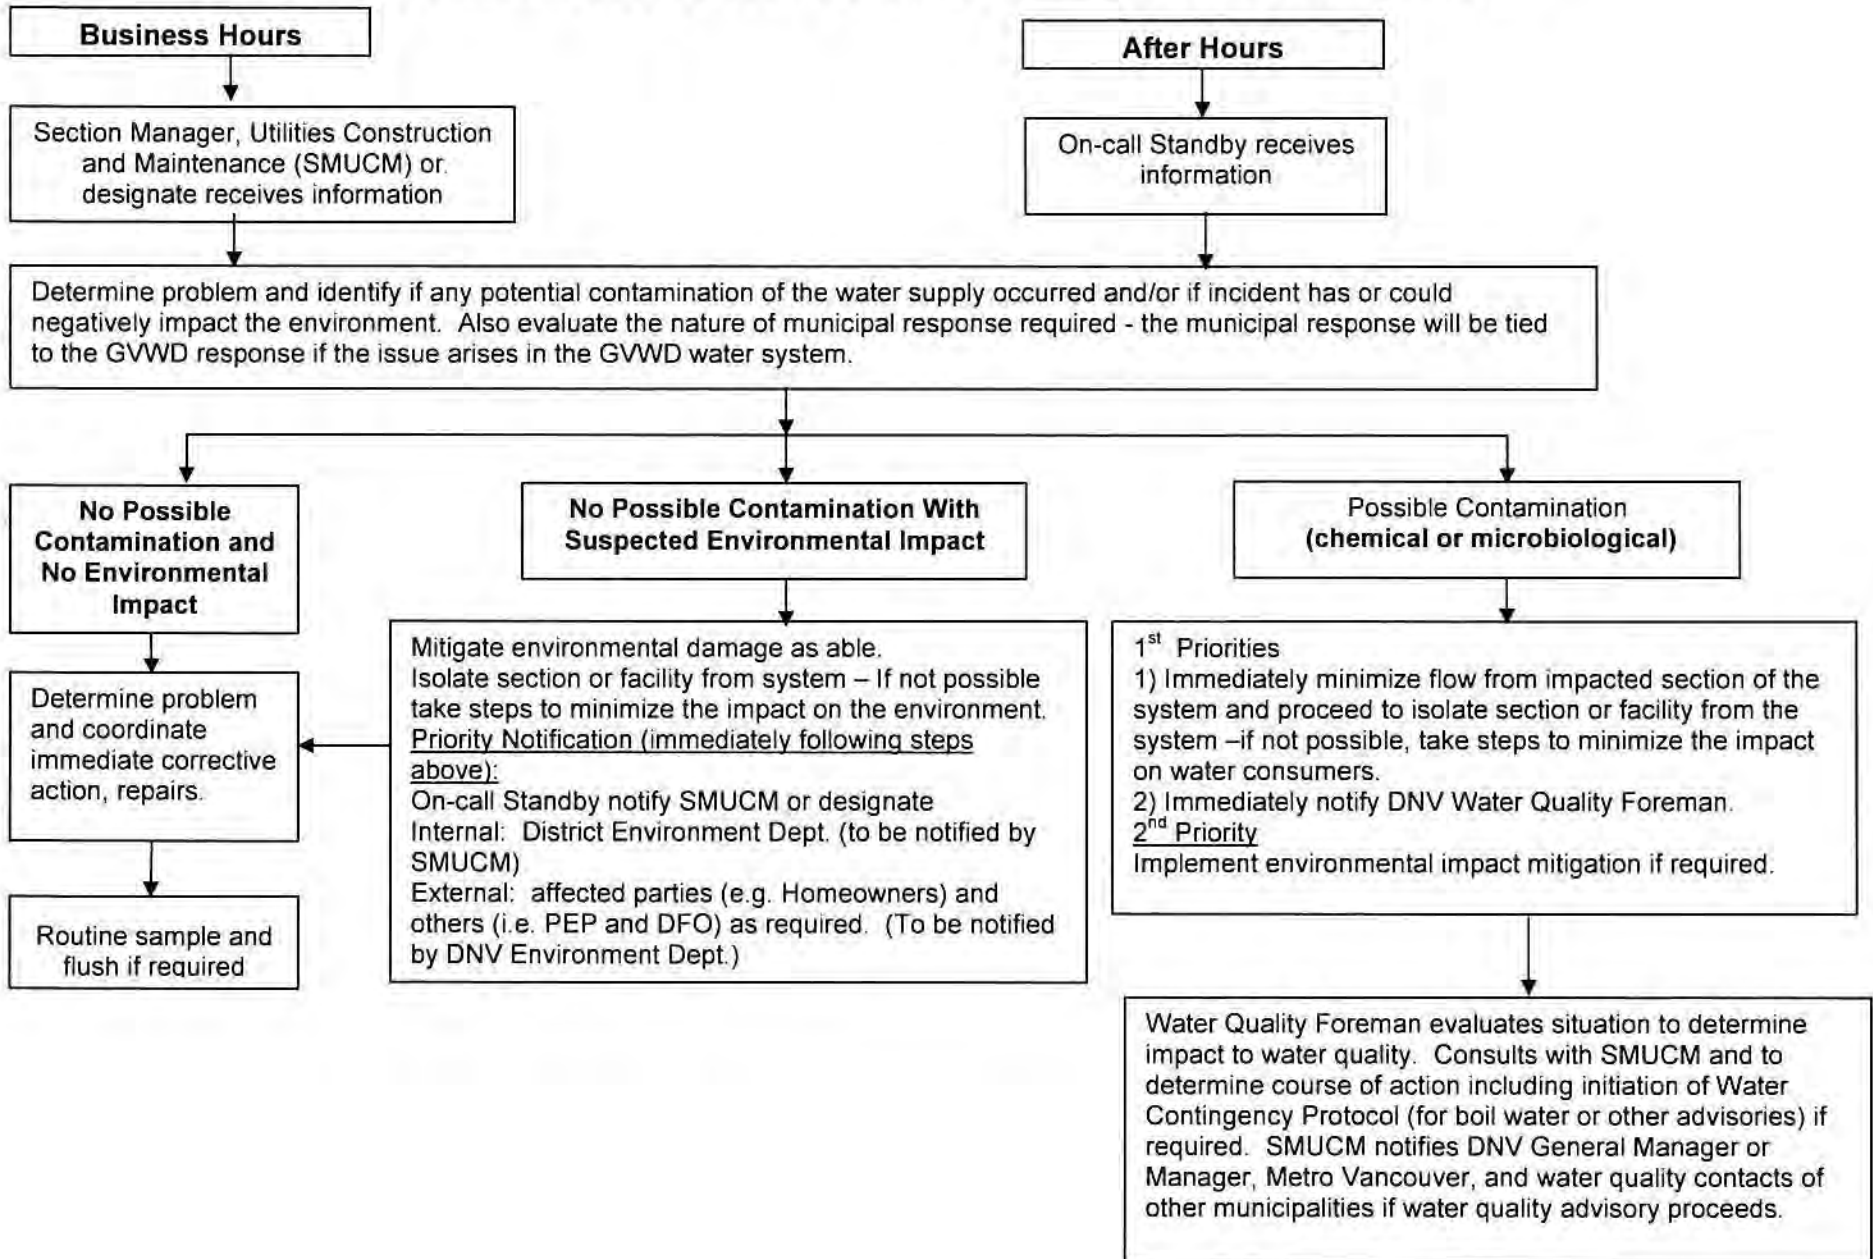 Business Hours
After Hours
Section Manager, Utilities Construction
and Maintenance (SMUCM) or
designate receives information
On-call Standby receives
information
Determine problem and identify if any potential contamination of the water supply occurred and/or if incident has or could
negatively impact the environment. Also evaluate the nature of municipal response required - the municipal response will be tied
to the GVWD response if the issue arises in the GVWD water system.
No Possible
Contamination and
No Environmental
Impact
No Possible Contamination With
Suspected Environmental Impact
Possible Contamination
(chemical or microbiological)
Determine problem
and coordinate
immediate corrective
action, repairs.
Routine sample and
flush if required
Mitigate environmental damage as able.
Isolate section or facility from system – If not possible
take steps to minimize the impact on the environment.
Priority Notification (immediately following steps
above):
On-call Standby notify SMUCM or designate
Internal: District Environment Dept. (to be notified by
SMUCM)
External: affected parties (e.g. Homeowners) and
others (i.e. PEP and DFO) as required. (To be notified
by DNV Environment Dept.)
1st Priorities
1) Immediately minimize flow from impacted section of the
system and proceed to isolate section or facility from the
system –if not possible, take steps to minimize the impact
on water consumers.
2) Immediately notify DNV Water Quality Foreman.
2nd Priority
Implement environmental impact mitigation if required.
Water Quality Foreman evaluates situation to determine
impact to water quality. Consults with SMUCM and to
determine course of action including initiation of Water
Contingency Protocol (for boil water or other advisories) if
required. SMUCM notifies DNV General Manager or
Manager, Metro Vancouver, and water quality contacts of
other municipalities if water quality advisory proceeds.